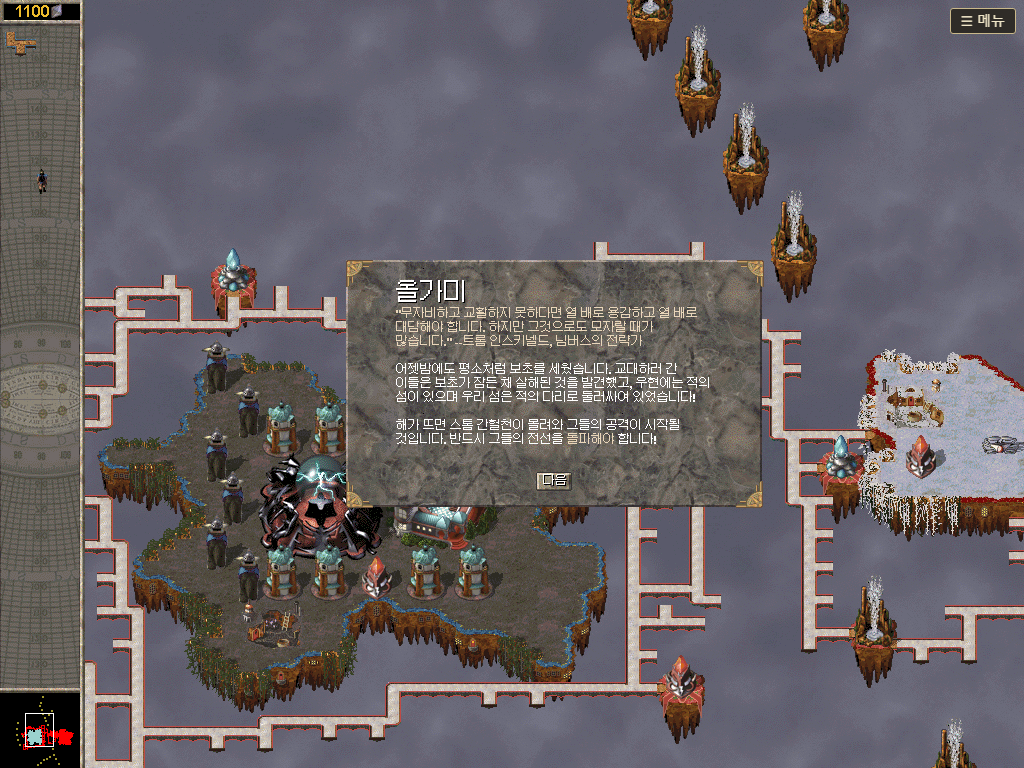 1100
☰ 메뉴
올가미
"무자비하고 교활하지 못하다면 열 배로 용감하고 열 배로
대담해야 합니다. 하지만 그것으로도 모자랄 때가
많습니다." --트롬 인스키넬드, 님버스의 전략가
어젯밤에도 평소처럼 보초를 세웠습니다. 교대하러 간
이들은 보초가 잠든 채 살해된 것을 발견했고, 우현에는 적의
섬이 있으며 우리 섬은 적의 다리로 둘러싸여 있었습니다!
해가 뜨면 스톰 간헐천이 몰려와 그들의 공격이 시작될
것입니다. 반드시 그들의 전선을 돌파해야 합니다!
다음